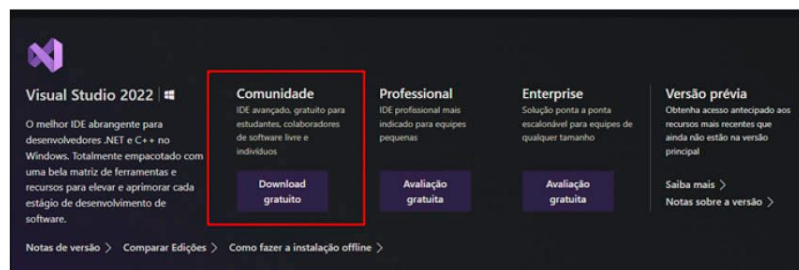 Visual Studio 2022
O melhor IDE abrangente para
desenvolvedores .NET e C++ no
Windows. Totalmente empacotado com
uma bela matriz de ferramentas e
recursos para elevar e aprimorar cada
estágio de desenvolvimento de
software.
Comunidade
IDE avançado, gratuito para
estudantes, colaboradores
de software livre e
indivíduos
Download
gratuito
Professional
IDE profissional mais
indicado para equipes
pequenas
Avaliação
gratuita
Enterprise
Solução ponta a ponta
escalonável para equipes de
qualquer tamanho
Avaliação
gratuita
Versão prévia
Obtenha acesso antecipado aos
recursos mais recentes que
ainda não estão na versão
principal
Saiba mais >
Notas sobre a versão >
Notas de versão > Comparar Edições > Como fazer a instalação offline >